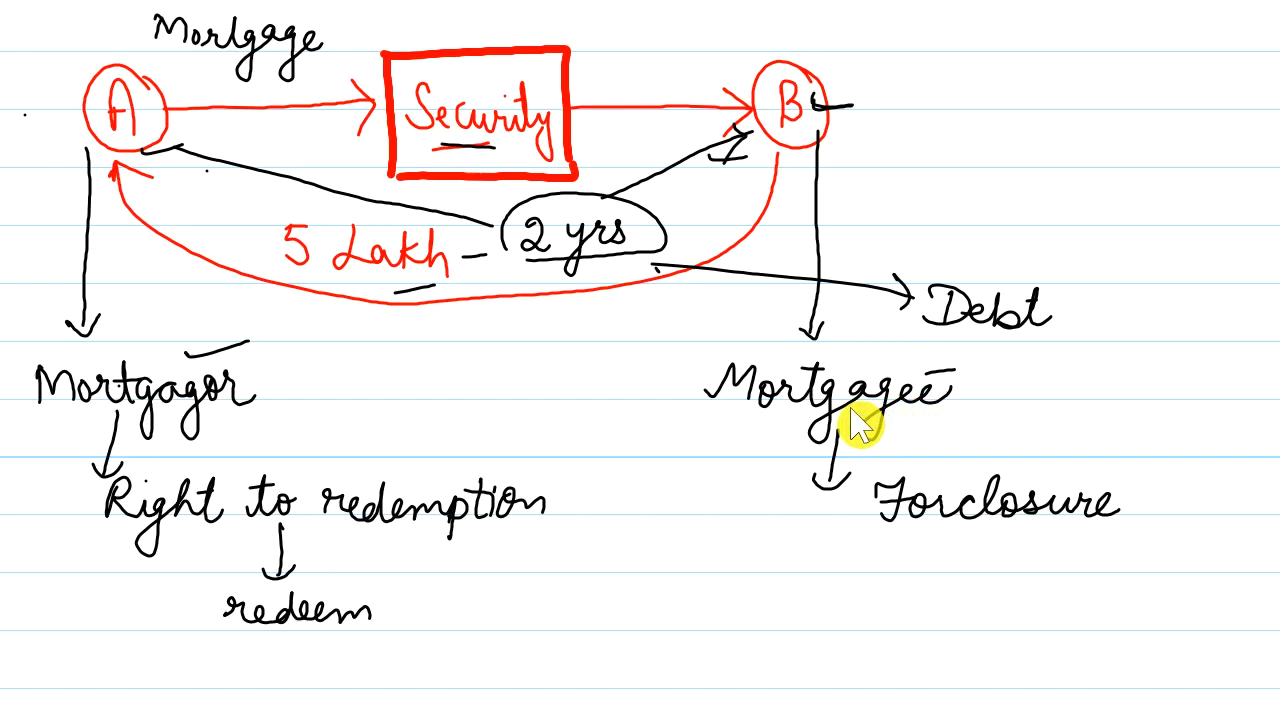 Mortgage
A Security B
5 Lakh - 2 yrs
Debt
Mortgagor Mortgagee
Right to redemption Forclosure
redeem